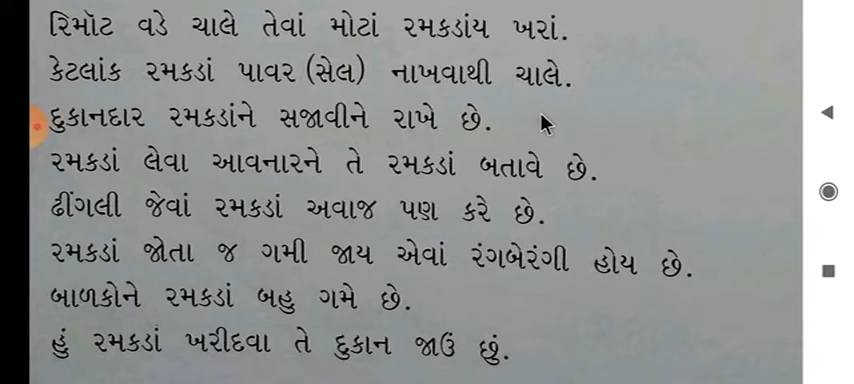 રિમૉટ વડે ચાલે તેવાં મોટાં રમકડાંય ખરાં.
કેટલાંક રમકડાં પાવર (સેલ) નાખવાથી ચાલે.
દુકાનદાર રમકડાંને સજાવીને રાખે છે.
રમકડાં લેવા આવનારને તે રમકડાં બતાવે છે.
ઢીંગલી જેવાં રમકડાં અવાજ પણ કરે છે.
રમકડાં જોતા જ ગમી જાય એવાં રંગબેરંગી હોય છે.
બાળકોને રમકડાં બહુ ગમે છે.
હું રમકડાં ખરીદવા તે દુકાન જાઉં છું.